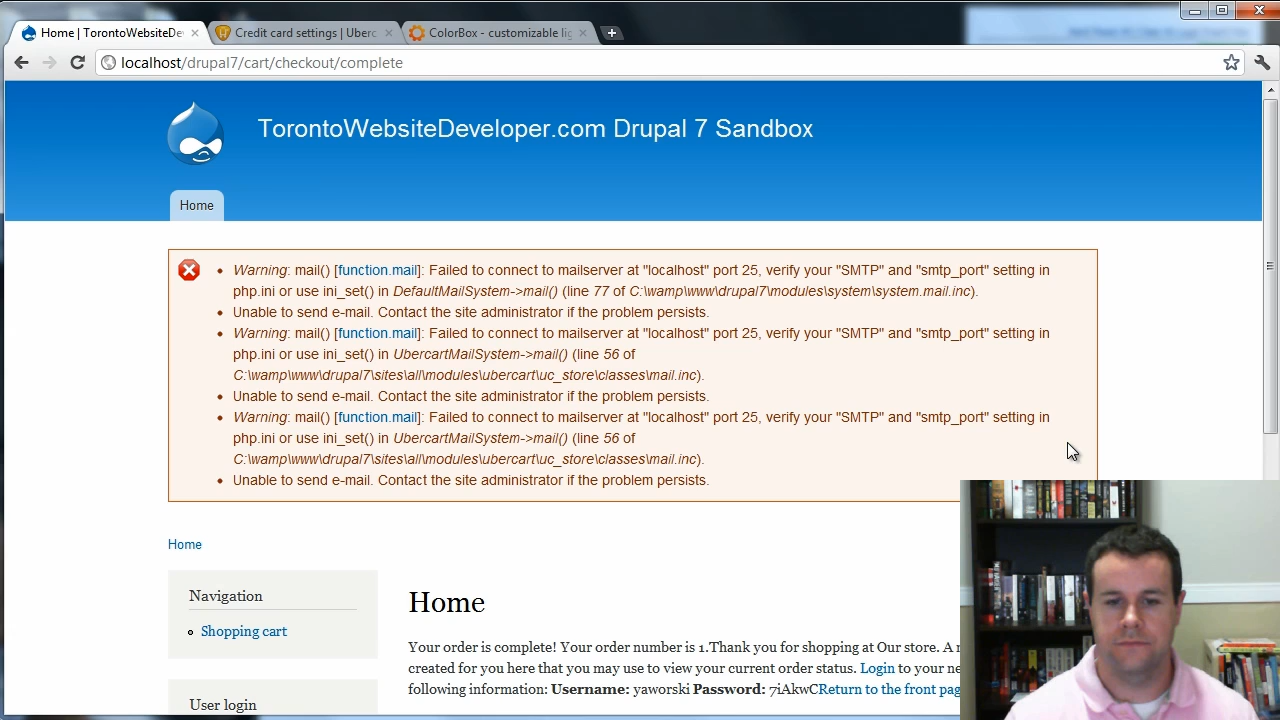 Home | TorontoWebsiteDe
Credit card settings | Uberc
ColorBox - customizable lig
localhost/drupal7/cart/checkout/complete
TorontoWebsiteDeveloper.com Drupal 7 Sandbox
Home
Warning: mail() [function.mail]: Failed to connect to mailserver at "localhost" port 25, verify your "SMTP" and "smtp_port" setting in
php.ini or use ini_set() in DefaultMailSystem->mail() (line 77 of C:\wamp\www\drupal7\modules\system\system.mail.inc).
Unable to send e-mail. Contact the site administrator if the problem persists.
Warning: mail() [function.mail]: Failed to connect to mailserver at "localhost" port 25, verify your "SMTP" and "smtp_port" setting in
php.ini or use ini_set() in UbercartMailSystem->mail() (line 56 of
C:\wamp\www\drupal7\sites\all\modules\ubercart\uc_store\classes\mail.inc).
Unable to send e-mail. Contact the site administrator if the problem persists.
Warning: mail() [function.mail]: Failed to connect to mailserver at "localhost" port 25, verify your "SMTP" and "smtp_port" setting in
php.ini or use ini_set() in UbercartMailSystem->mail() (line 56 of
C:\wamp\www\drupal7\sites\all\modules\ubercart\uc_store\classes\mail.inc).
Unable to send e-mail. Contact the site administrator if the problem persists.
Home
Navigation
Shopping cart
User login
Home
Your order is complete! Your order number is 1.Thank you for shopping at Our store. A n
created for you here that you may use to view your current order status. Login to your ne
following information: Username: yaworski Password: 7iAkwCReturn to the front pag